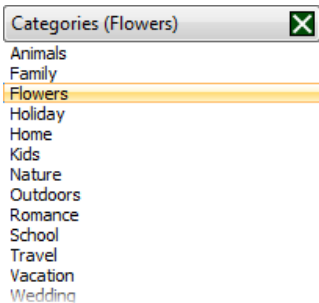 Categories (Flowers)
Animals
Family
Flowers
Holiday
Home
Kids
Nature
Outdoors
Romance
School
Travel
Vacation
Wedding